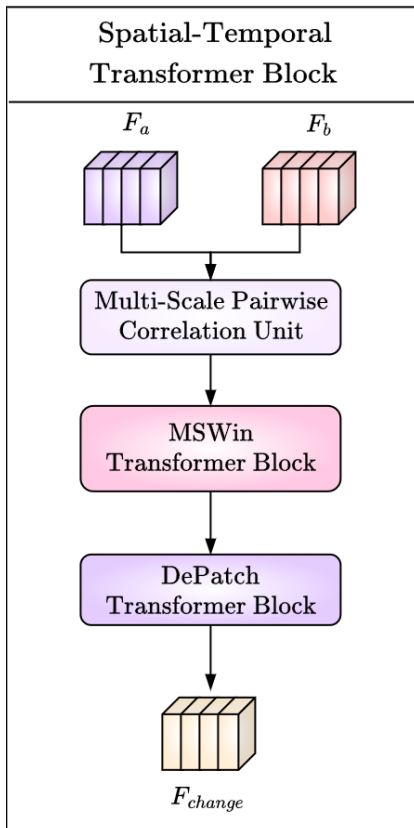 Spatial-Temporal
Transformer Block
F_a
F_b
Multi-Scale Pairwise
Correlation Unit
MSWin
Transformer Block
DePatch
Transformer Block
F_change